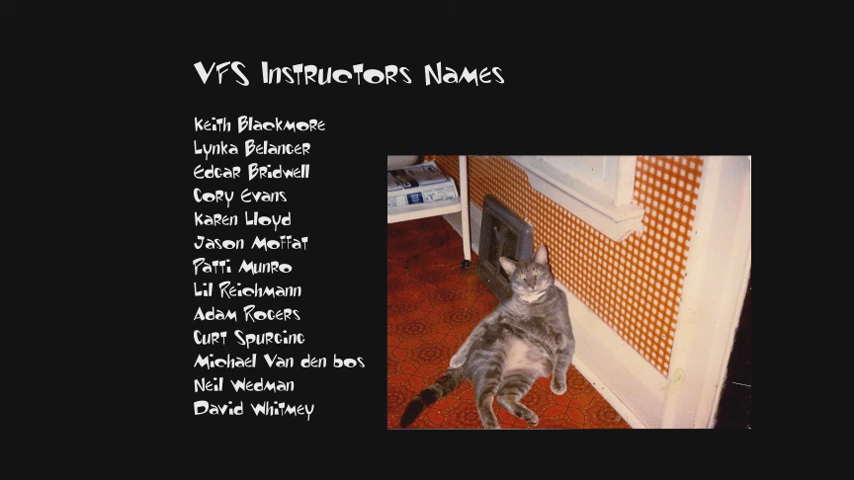 VFS Instructors Names
Keith Blackmore
Lynka Belanger
Edgar Bridwell
Cory Evans
Karen Lloyd
Jason Moffat
Patti Munro
Lil Reichmann
Adam Rogers
Curt Spurging
Michael Van den bos
Neil Wedman
David Whitmey